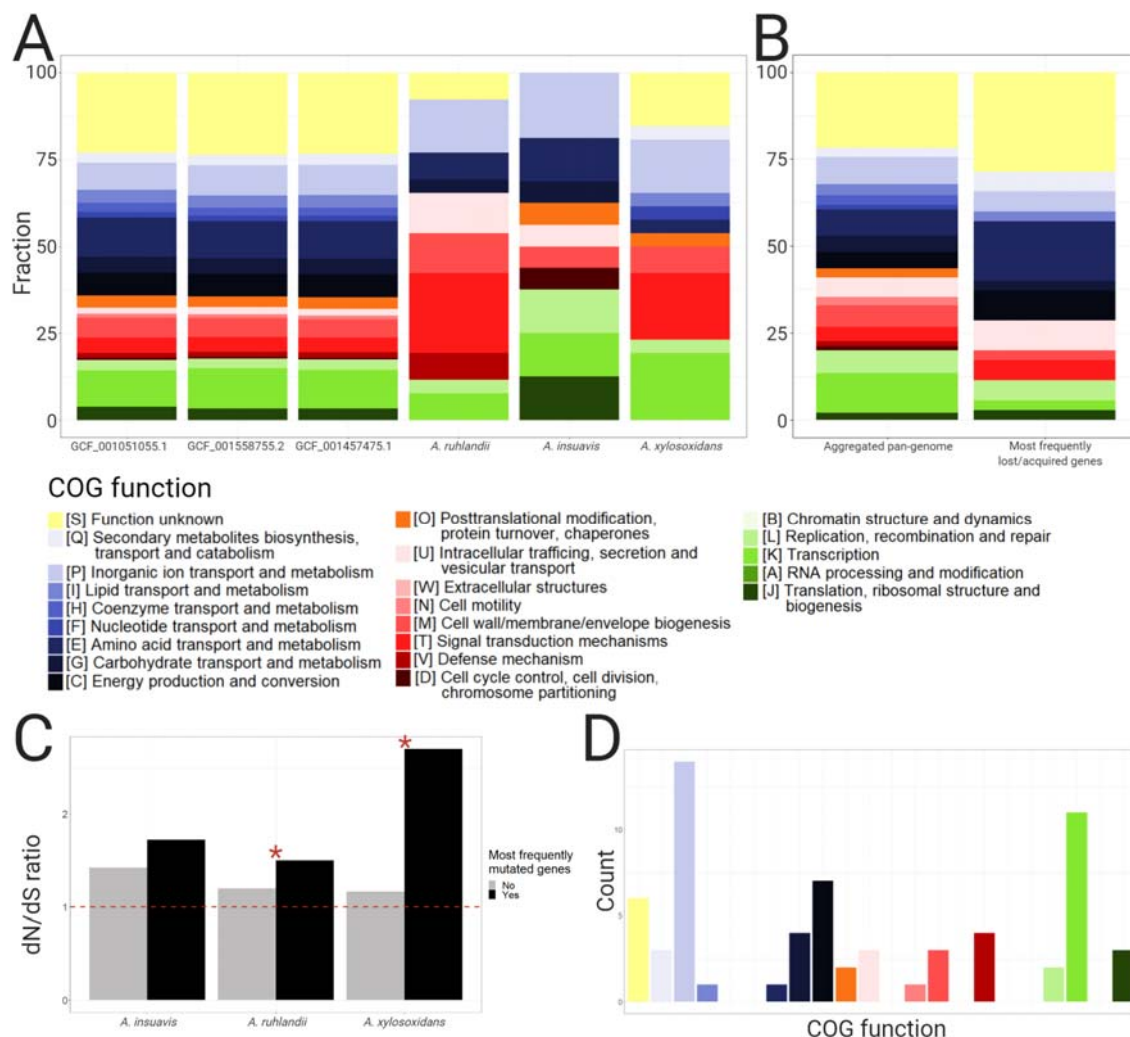 A
B
100
75
50
25
0
Fraction
GCF_001051055.1
GCF_001558755.2
GCF_001457475.1
A. ruhlandii
A. insuavis
A. xylosoxidans
100
75
50
25
0
Aggregated pan-genome
Most frequently
lost/acquired genes
COG function
[S] Function unknown
[Q] Secondary metabolites biosynthesis,
transport and catabolism
[P] Inorganic ion transport and metabolism
[I] Lipid transport and metabolism
[H] Coenzyme transport and metabolism
[F] Nucleotide transport and metabolism
[E] Amino acid transport and metabolism
[G] Carbohydrate transport and metabolism
[C] Energy production and conversion
[O] Posttranslational modification,
protein turnover, chaperones
[U] Intracellular trafficing, secretion and
vesicular transport
[W] Extracellular structures
[N] Cell motility
[M] Cell wall/membrane/envelope biogenesis
[T] Signal transduction mechanisms
[V] Defense mechanism
[D] Cell cycle control, cell division,
chromosome partitioning
[B] Chromatin structure and dynamics
[L] Replication, recombination and repair
[K] Transcription
[A] RNA processing and modification
[J] Translation, ribosomal structure and
biogenesis
C
D
2
1
0
dN/dS ratio
*
*
A. insuavis
A. ruhlandii
A. xylosoxidans
Most frequently
mutated genes
No
Yes
10
5
0
Count
COG function